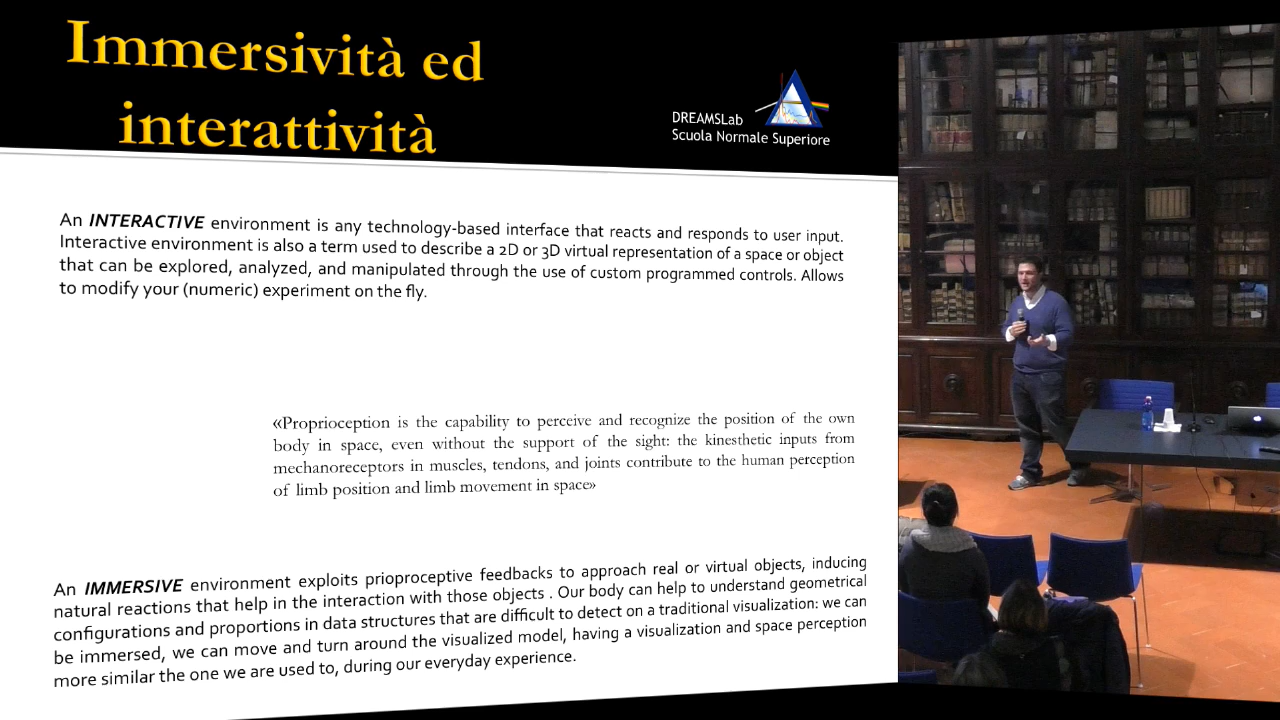 Immersività ed
interattività
DREAMSLab
Scuola Normale Superiore
An INTERACTIVE environment is any technology-based interface that reacts and responds to user input.
Interactive environment is also a term used to describe a 2D or 3D virtual representation of a space or object
that can be explored, analyzed, and manipulated through the use of custom programmed controls. Allows
to modify your (numeric) experiment on the fly.
«Proprioception is the capability to perceive and recognize the position of the own
body in space, even without the support of the sight: the kinesthetic inputs from
mechanoreceptors in muscles, tendons, and joints contribute to the human perception
of limb position and limb movement in space»
An IMMERSIVE environment exploits prioproceptive feedbacks to approach real or virtual objects, inducing
natural reactions that help in the interaction with those objects . Our body can help to understand geometrical
configurations and proportions in data structures that are difficult to detect on a traditional visualization: we can
be immersed, we can move and turn around the visualized model, having a visualization and space perception
more similar the one we are used to, during our everyday experience.